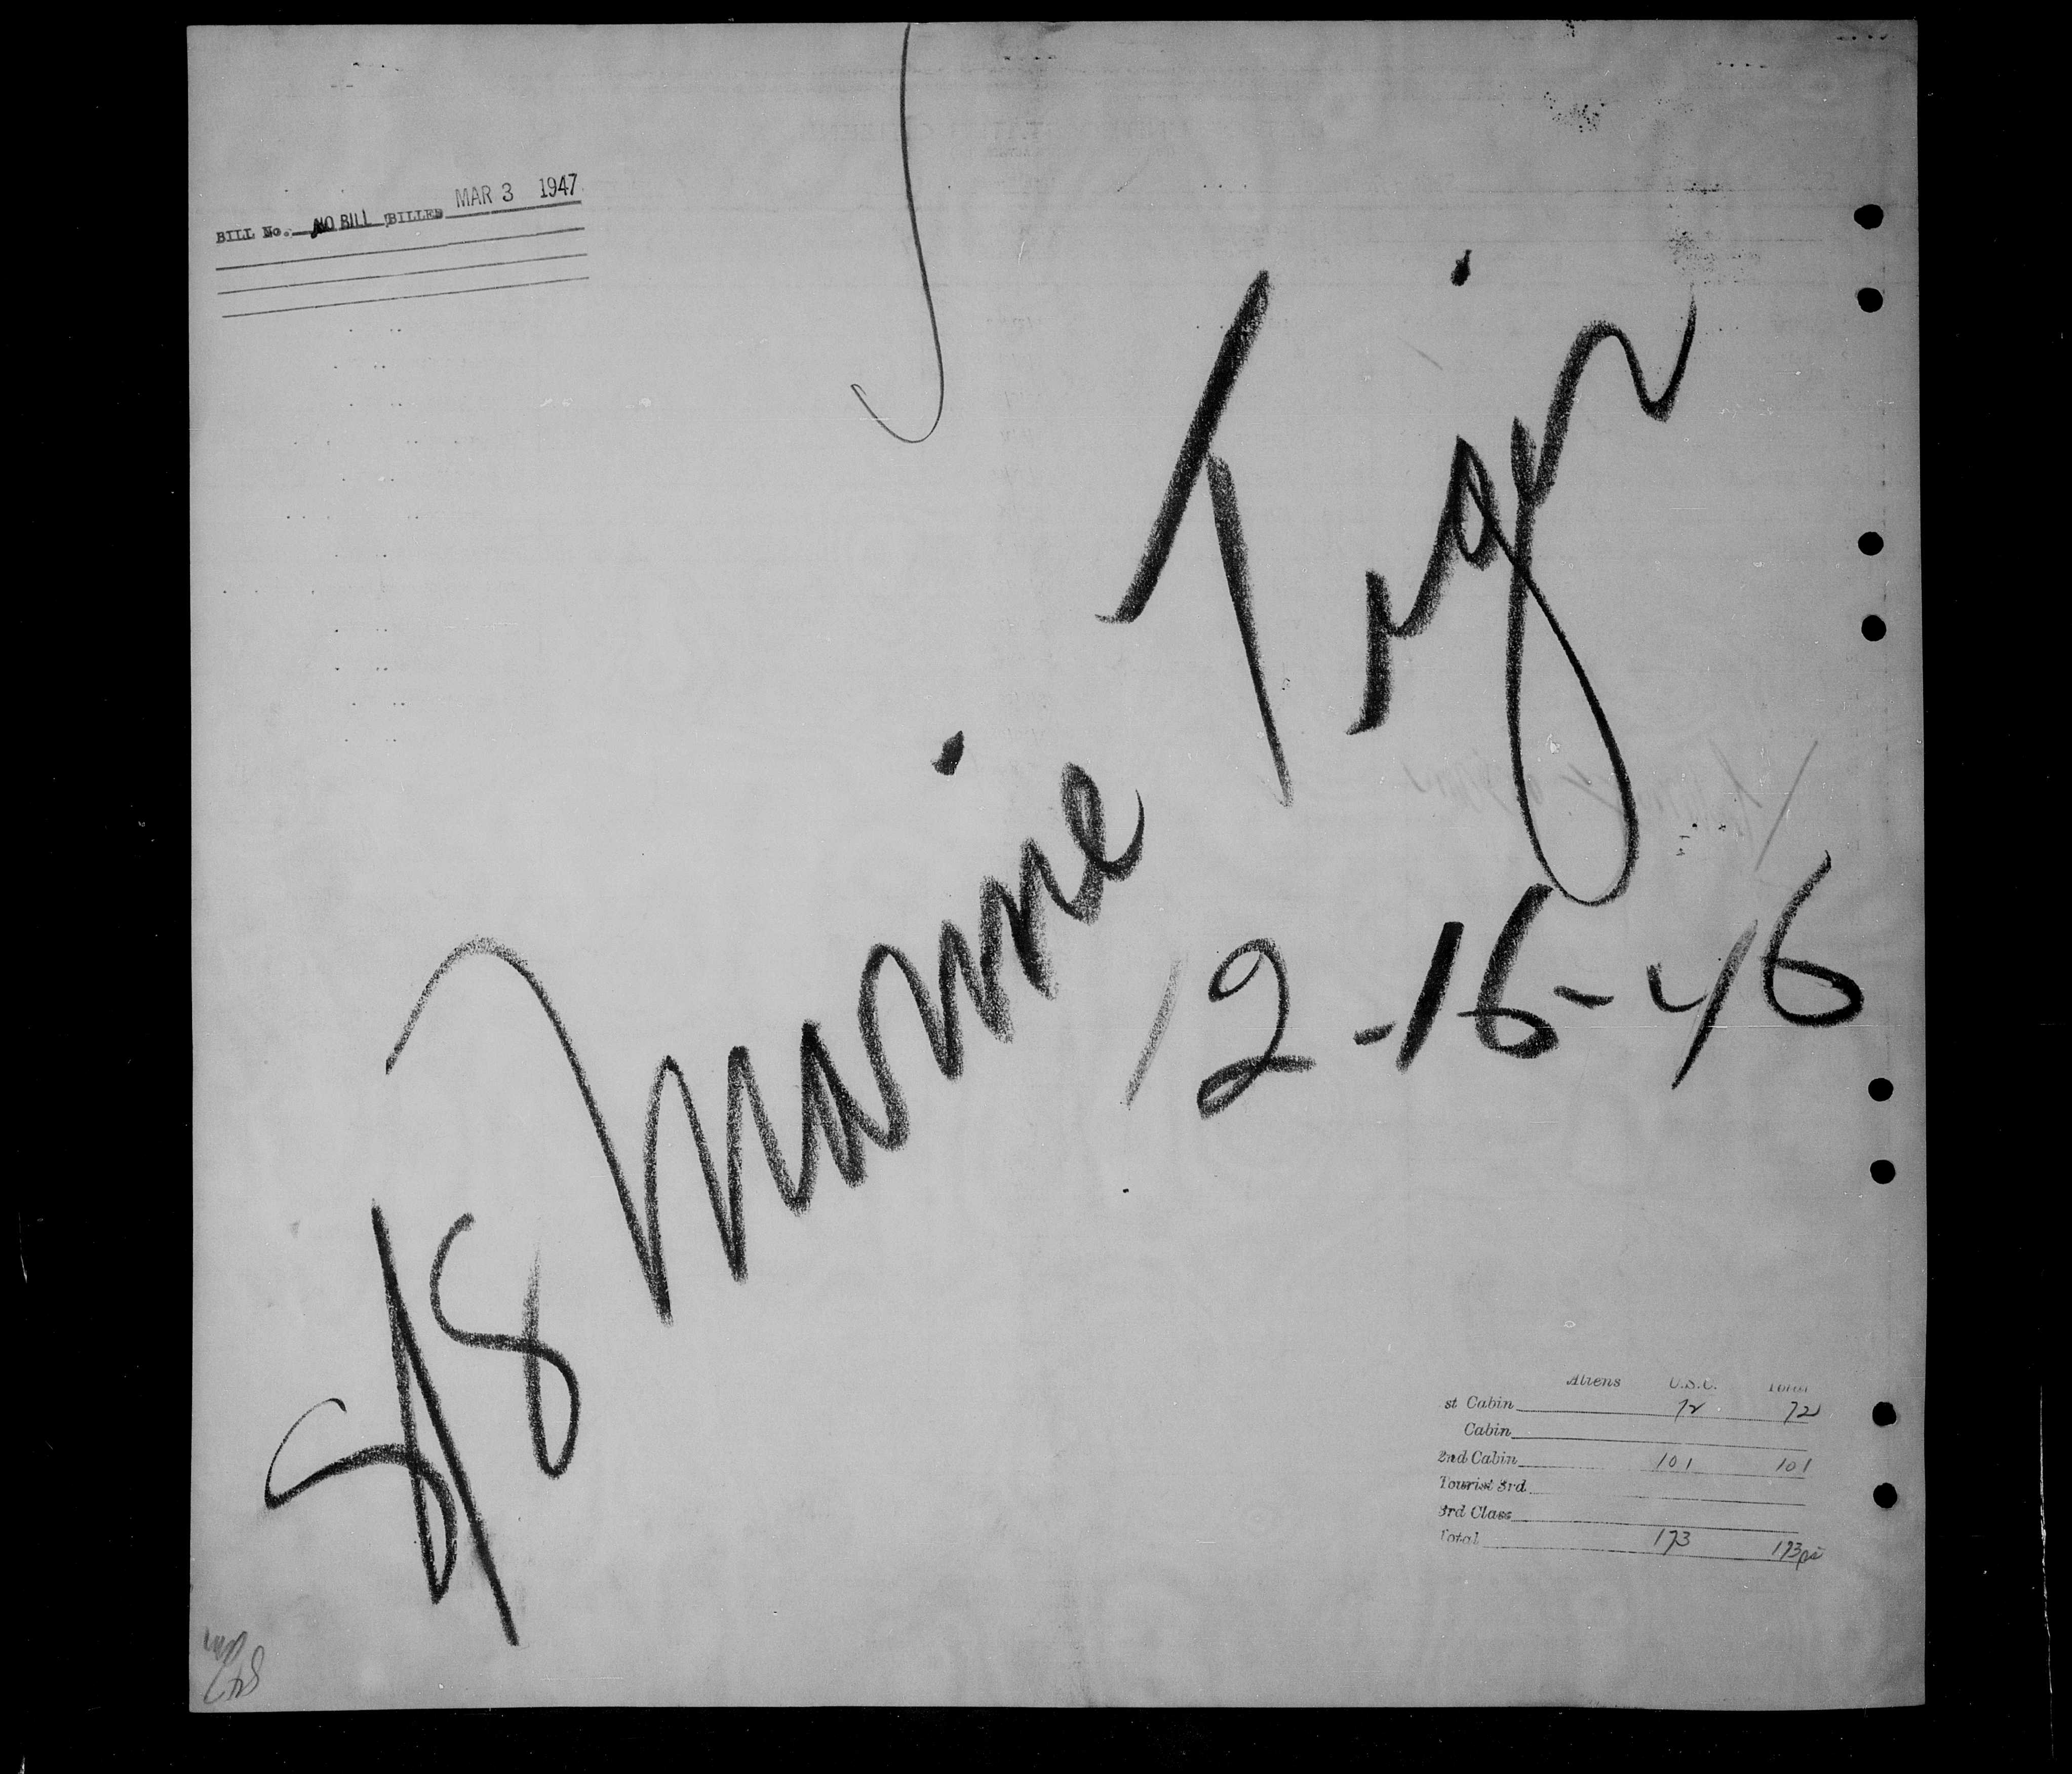 BILL No. NO BILL BILLED MAR 3 1947
S/S Marine Tiger
12-16-46
Aliens U.S.C. Total
st Cabin 72 72
Cabin
2nd Cabin 101 101
Tourist 3rd
3rd Class
Total 173 173